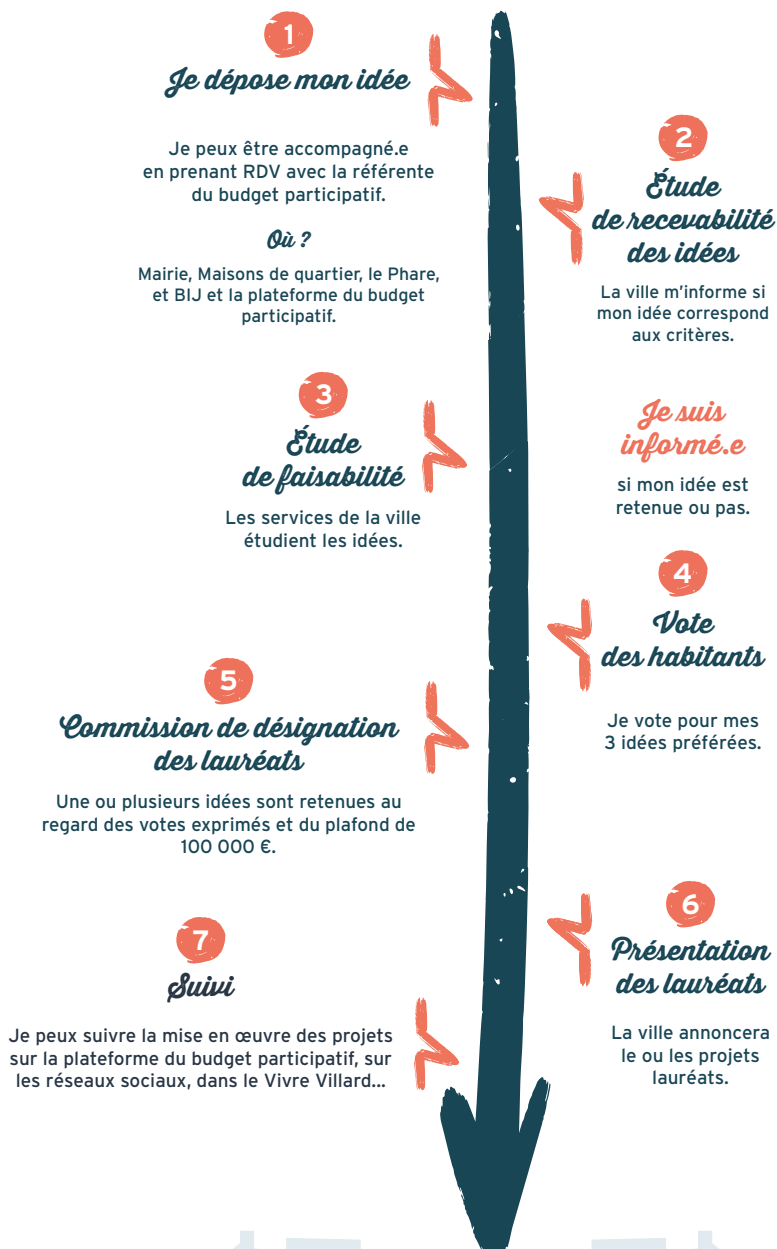 1
Je dépose mon idée
Je peux être accompagné.e
en prenant RDV avec la référente
du budget participatif.
Où ?
Mairie, Maisons de quartier, le Phare,
et BIJ et la plateforme du budget
participatif.
2
Étude
de recevabilité
des idées
La ville m'informe si
mon idée correspond
aux critères.
3
Étude
de faisabilité
Les services de la ville
étudient les idées.
Je suis
informé.e
si mon idée est
retenue ou pas.
4
Vote
des habitants
Je vote pour mes
3 idées préférées.
5
Commission de désignation
des lauréats
Une ou plusieurs idées sont retenues au
regard des votes exprimés et du plafond de
100 000 €.
6
Présentation
des lauréats
La ville annoncera
le ou les projets
lauréats.
7
Suivi
Je peux suivre la mise en œuvre des projets
sur la plateforme du budget participatif, sur
les réseaux sociaux, dans le Vivre Villard...